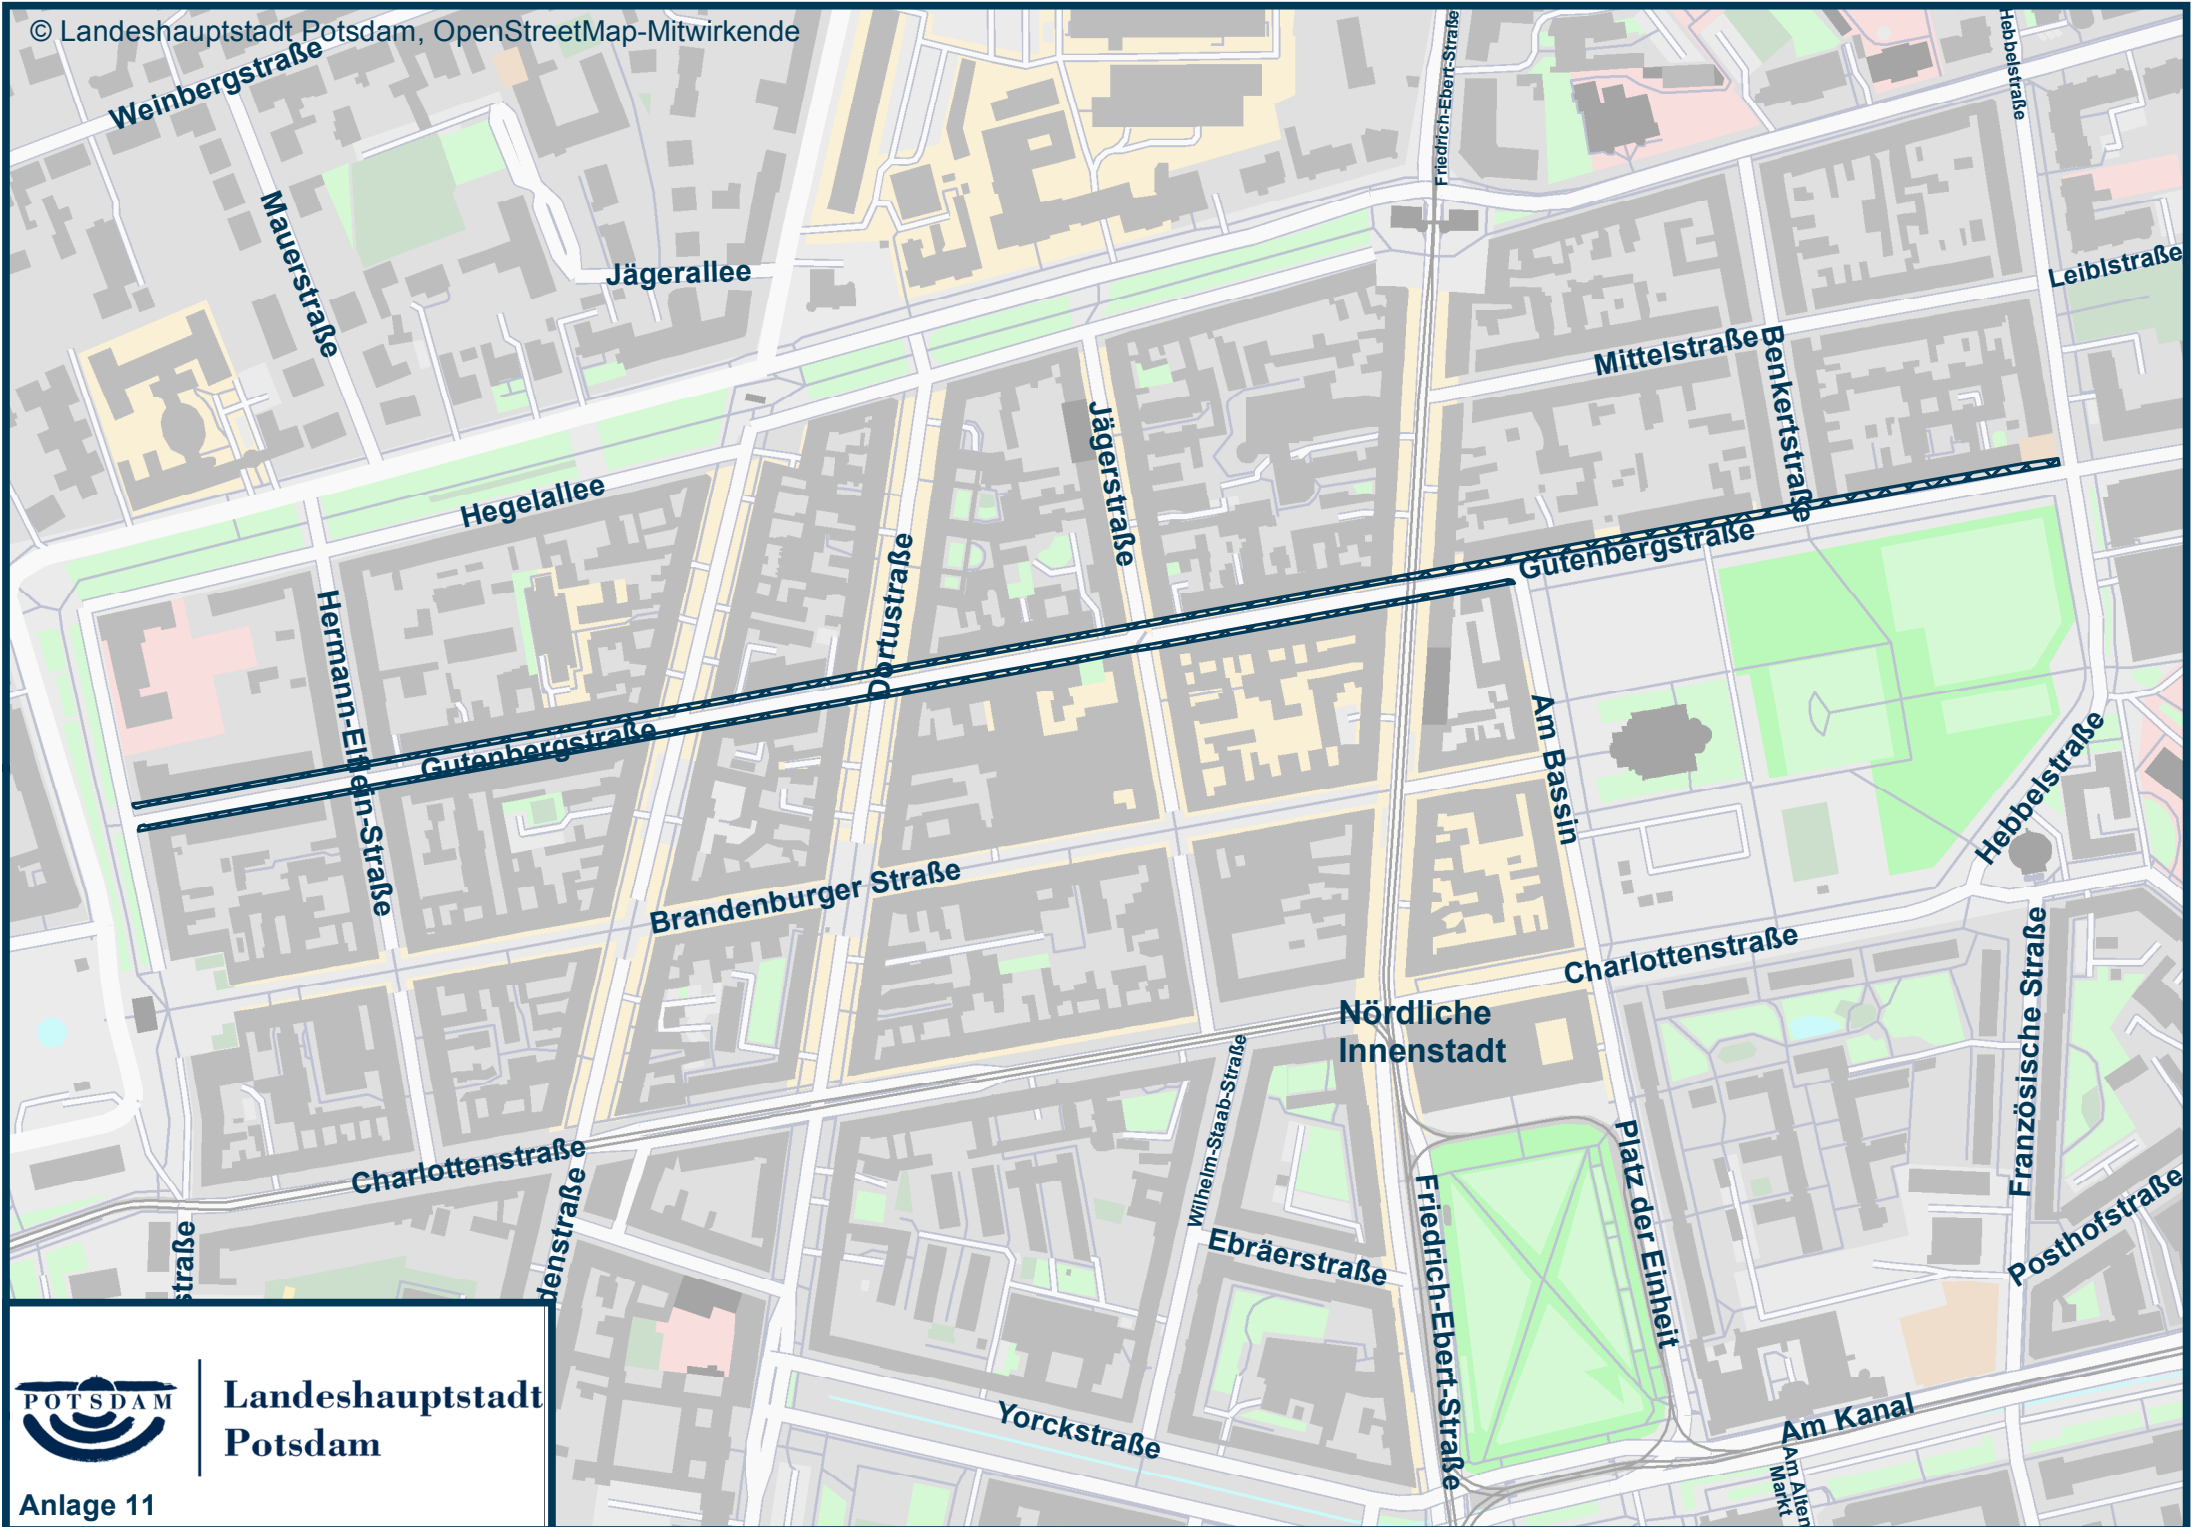 © Landeshauptstadt Potsdam, OpenStreetMap-Mitwirkende
Weinbergstraße
Friedrich-Ebert-Straße
Hebbelstraße
Mauerstraße
Jägerallee
Leiblstraße
Mittelstraße
Benkertstraße
Jägerstraße
Hegelallee
Gutenbergstraße
Dortustraße
Hermann-Elflein-Straße
Gutenbergstraße
Am Bassin
Hebbelstraße
Brandenburger Straße
Charlottenstraße
Französische Straße
Nördliche
Innenstadt
Wilhelm-Staab-Straße
Charlottenstraße
Platz der Einheit
Friedrich-Ebert-Straße
Posthofstraße
Ebräerstraße
straße
denstraße
Yorckstraße
Am Kanal
Am Alten
Markt
POTSDAM
Landeshauptstadt
Potsdam
Anlage 11